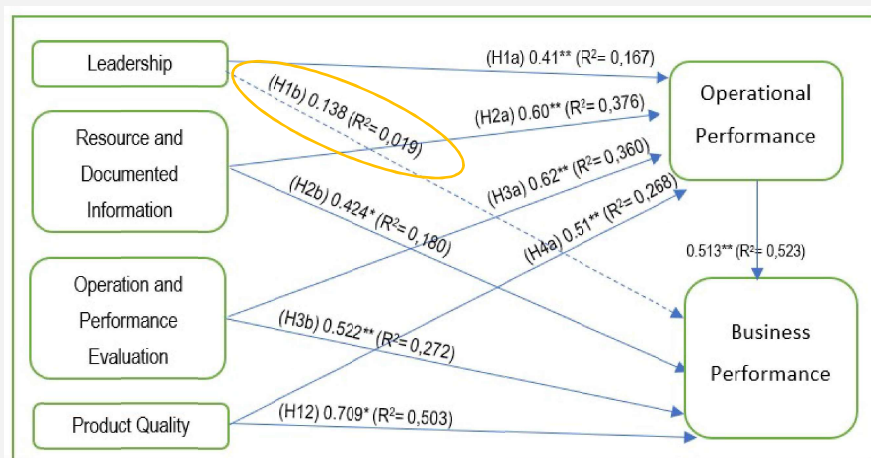 Leadership
(H1a) 0.41** (R²= 0,167)
(H1b) 0.138 (R²= 0,019)
Operational
Performance
Resource and
Documented
Information
(H2a) 0.60** (R²= 0,376)
(H2b) 0.424* (R²= 0,180)
(H3a) 0.62** (R²= 0,360)
(H4a) 0.51** (R²= 0,268)
0.513** (R²= 0,523)
Operation and
Performance
Evaluation
(H3b) 0.522** (R²= 0,272)
Business
Performance
Product Quality
(H12) 0.709* (R²= 0,503)